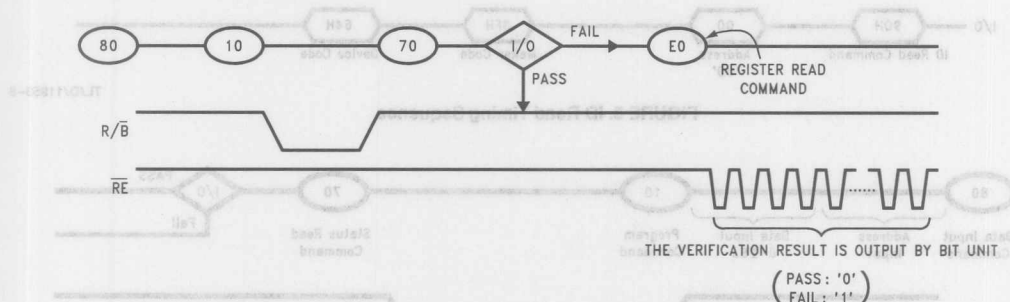 80
10
70
I/O
FAIL
E0
PASS
REGISTER READ
COMMAND
R/B̅
R̅E̅
THE VERIFICATION RESULT IS OUTPUT BY BIT UNIT
(PASS: '0'
FAIL: '1')